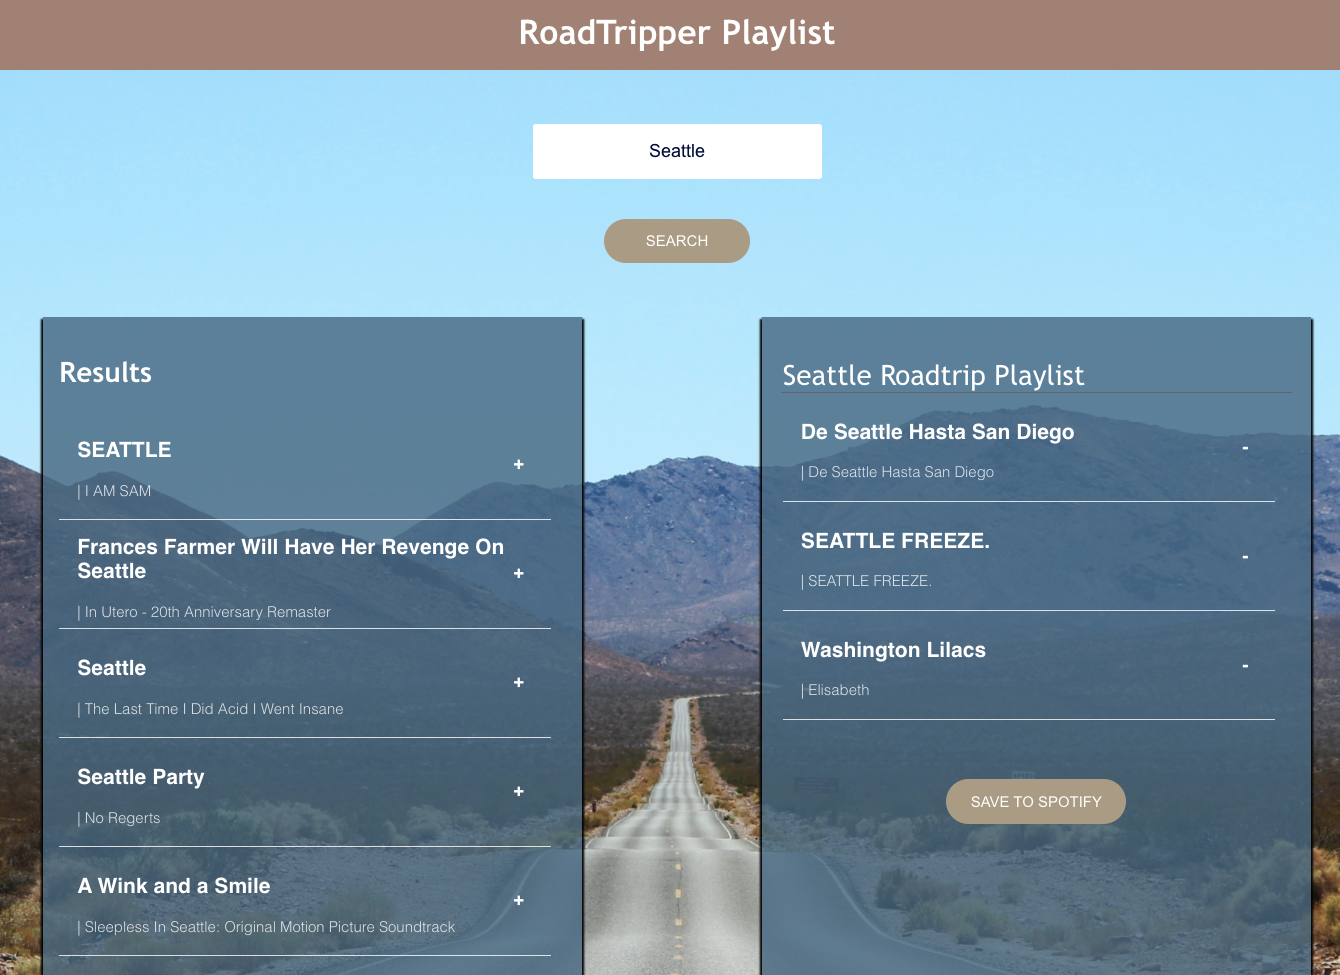 RoadTripper Playlist
Seattle
SEARCH
Results
SEATTLE
+
| I AM SAM
Frances Farmer Will Have Her Revenge On
Seattle
+
| In Utero - 20th Anniversary Remaster
Seattle
+
| The Last Time I Did Acid I Went Insane
Seattle Party
+
| No Regerts
A Wink and a Smile
+
| Sleepless In Seattle: Original Motion Picture Soundtrack
Seattle Roadtrip Playlist
De Seattle Hasta San Diego
-
| De Seattle Hasta San Diego
SEATTLE FREEZE.
-
| SEATTLE FREEZE.
Washington Lilacs
-
| Elisabeth
SAVE TO SPOTIFY